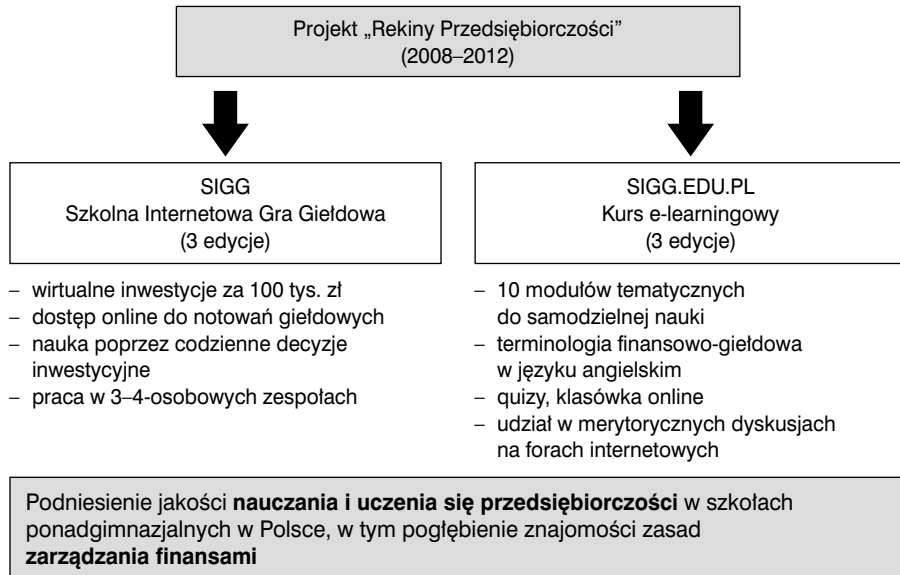 Projekt „Rekiny Przedsiębiorczości”
(2008–2012)
SIGG
Szkolna Internetowa Gra Giełdowa
(3 edycje)
– wirtualne inwestycje za 100 tys. zł
– dostęp online do notowań giełdowych
– nauka poprzez codzienne decyzje
inwestycyjne
– praca w 3–4-osobowych zespołach
SIGG.EDU.PL
Kurs e-learningowy
(3 edycje)
– 10 modułów tematycznych
do samodzielnej nauki
– terminologia finansowo-giełdowa
w języku angielskim
– quizy, klasówka online
– udział w merytorycznych dyskusjach
na forach internetowych
Podniesienie jakości nauczania i uczenia się przedsiębiorczości w szkołach
ponadgimnazjalnych w Polsce, w tym pogłębienie znajomości zasad
zarządzania finansami